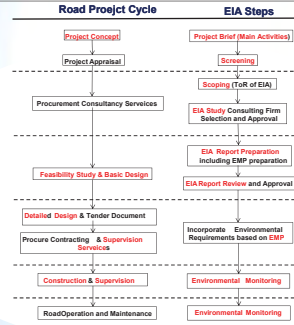 Road Proejct Cycle
EIA Steps
Project Concept
Project Brief (Main Activities)
Project Appraisal
Screening
Scoping (ToR of EIA)
Procurement Consultancy Services
EIA Study Consulting Firm
Selection and Approval
EIA Report Preparation
including EMP preparation
Feasibility Study & Basic Design
EIA Report Review and Approval
Detailed Design & Tender Document
Incorporate Environmental
Requirements based on EMP
Procure Contracting & Supervision
Serveices
Construction & Supervision
Environmental Monitoring
RoadOperation and Maintenance
Environmental Monitoring